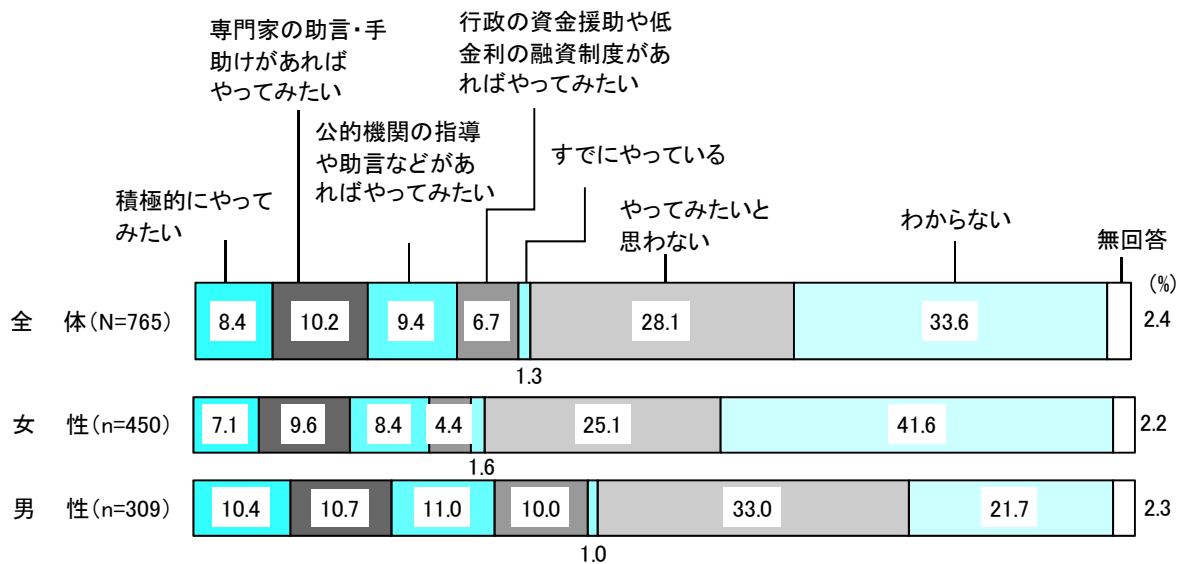 専門家の助言・手
助けがあれば
やってみたい
行政の資金援助や低
金利の融資制度があ
ればやってみたい
公的機関の指導
や助言などがあ
ればやってみたい
すでにやっている
積極的にやって
みたい
やってみたいと
思わない
わからない
無回答
(%)
全 体(N=765) 8.4 10.2 9.4 6.7 28.1 33.6 2.4
1.3
女 性(n=450) 7.1 9.6 8.4 4.4 25.1 41.6 2.2
1.6
男 性(n=309) 10.4 10.7 11.0 10.0 33.0 21.7 2.3
1.0